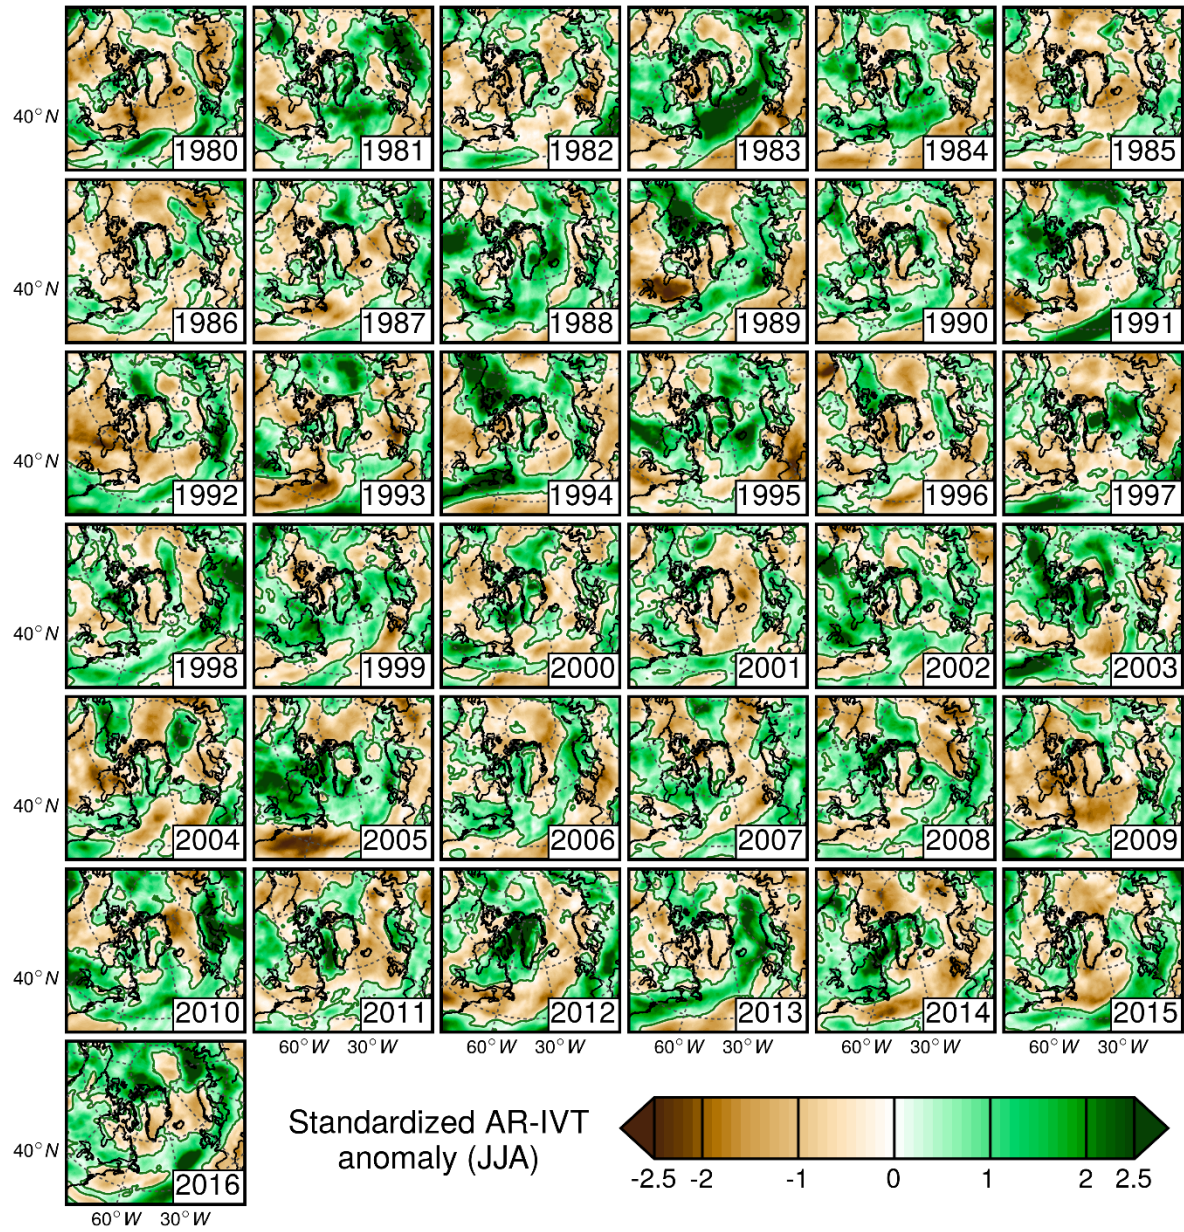 40°N 1980 1981 1982 1983 1984 1985
40°N 1986 1987 1988 1989 1990 1991
40°N 1992 1993 1994 1995 1996 1997
40°N 1998 1999 2000 2001 2002 2003
40°N 2004 2005 2006 2007 2008 2009
40°N 2010 2011 2012 2013 2014 2015
60°W 30°W 60°W 30°W 60°W 30°W 60°W 30°W 60°W 30°W
40°N 2016
60°W 30°W
Standardized AR-IVT
anomaly (JJA)
-2.5 -2 -1 0 1 2 2.5